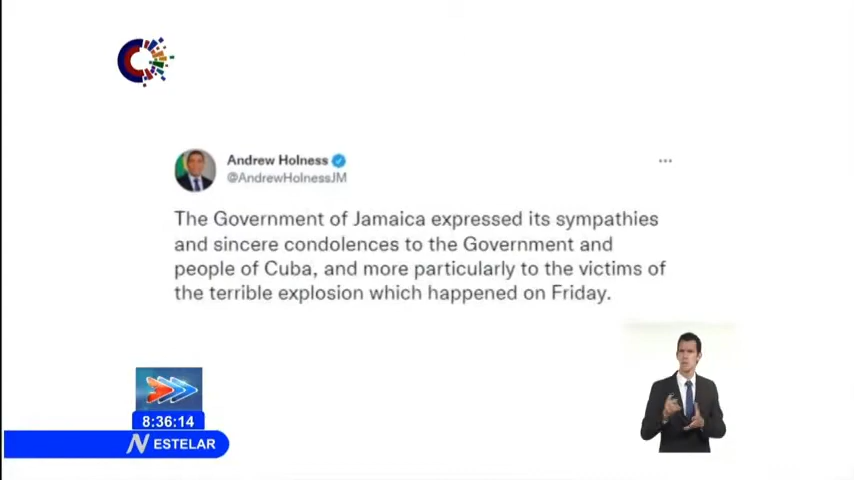 Andrew Holness
@AndrewHolnessJM
The Government of Jamaica expressed its sympathies
and sincere condolences to the Government and
people of Cuba, and more particularly to the victims of
the terrible explosion which happened on Friday.
8:36:14
N ESTELAR